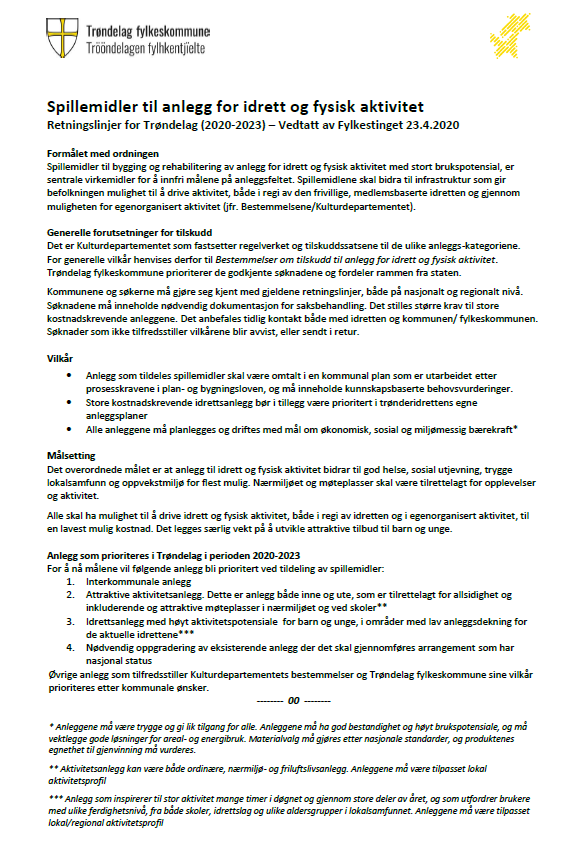 Trøndelag fylkeskommune
Trööndelagen fylhkentjïelte
Spillemidler til anlegg for idrett og fysisk aktivitet
Retningslinjer for Trøndelag (2020-2023) – Vedtatt av Fylkestinget 23.4.2020
Formålet med ordningen
Spillemidler til bygging og rehabilitering av anlegg for idrett og fysisk aktivitet med stort brukspotensial, er
sentrale virkemidler for å innfri målene på anleggsfeltet. Spillemidlene skal bidra til infrastruktur som gir
befolkningen mulighet til å drive aktivitet, både i regi av den frivillige, medlemsbaserte idretten og gjennom
muligheten for egenorganisert aktivitet (jfr. Bestemmelsene/Kulturdepartementet).
Generelle forutsetninger for tilskudd
Det er Kulturdepartementet som fastsetter regelverket og tilskuddssatsene til de ulike anleggs-kategoriene.
For generelle vilkår henvises derfor til Bestemmelser om tilskudd til anlegg for idrett og fysisk aktivitet.
Trøndelag fylkeskommune prioriterer de godkjente søknadene og fordeler rammen fra staten.
Kommunene og søkerne må gjøre seg kjent med gjeldene retningslinjer, både på nasjonalt og regionalt nivå.
Søknadene må inneholde nødvendig dokumentasjon for saksbehandling. Det stilles større krav til store
kostnadskrevende anleggene. Det anbefales tidlig kontakt både med idretten og kommunen/ fylkeskommunen.
Søknader som ikke tilfredsstiller vilkårene blir avvist, eller sendt i retur.
Vilkår
• Anlegg som tildeles spillemidler skal være omtalt i en kommunal plan som er utarbeidet etter
prosesskravene i plan- og bygningsloven, og må inneholde kunnskapsbaserte behovsvurderinger.
• Store kostnadskrevende idrettsanlegg bør i tillegg være prioritert i trønderidrettens egne
anleggsplaner
• Alle anleggene må planlegges og driftes med mål om økonomisk, sosial og miljømessig bærekraft*
Målsetting
Det overordnede målet er at anlegg til idrett og fysisk aktivitet bidrar til god helse, sosial utjevning, trygge
lokalsamfunn og oppvekstmiljø for flest mulig. Nærmiljøet og møteplasser skal være tilrettelagt for opplevelser
og aktivitet.
Alle skal ha mulighet til å drive idrett og fysisk aktivitet, både i regi av idretten og i egenorganisert aktivitet, til
en lavest mulig kostnad. Det legges særlig vekt på å utvikle attraktive tilbud til barn og unge.
Anlegg som prioriteres i Trøndelag i perioden 2020-2023
For å nå målene vil følgende anlegg bli prioritert ved tildeling av spillemidler:
1. Interkommunale anlegg
2. Attraktive aktivitetsanlegg. Dette er anlegg både inne og ute, som er tilrettelagt for allsidighet og
inkluderende og attraktive møteplasser i nærmiljøet og ved skoler**
3. Idrettsanlegg med høyt aktivitetspotensiale for barn og unge, i områder med lav anleggsdekning for
de aktuelle idrettene***
4. Nødvendig oppgradering av eksisterende anlegg der det skal gjennomføres arrangement som har
nasjonal status
Øvrige anlegg som tilfredsstiller Kulturdepartementets bestemmelser og Trøndelag fylkeskommune sine vilkår
prioriteres etter kommunale ønsker.
-------- 00 --------
* Anleggene må være trygge og gi lik tilgang for alle. Anleggene må ha god bestandighet og høyt brukspotensiale, og må
vektlegge gode løsninger for areal- og energibruk. Materialvalg må gjøres etter nasjonale standarder, og produktenes
egnethet til gjenvinning må vurderes.
** Aktivitetsanlegg kan være både ordinære, nærmiljø- og friluftslivsanlegg. Anleggene må være tilpasset lokal
aktivitetsprofil
*** Anlegg som inspirerer til stor aktivitet mange timer i døgnet og gjennom store deler av året, og som utfordrer brukere
med ulike ferdighetsnivå, fra både skoler, idrettslag og ulike aldersgrupper i lokalsamfunnet. Anleggene må være tilpasset
lokal/regional aktivitetsprofil